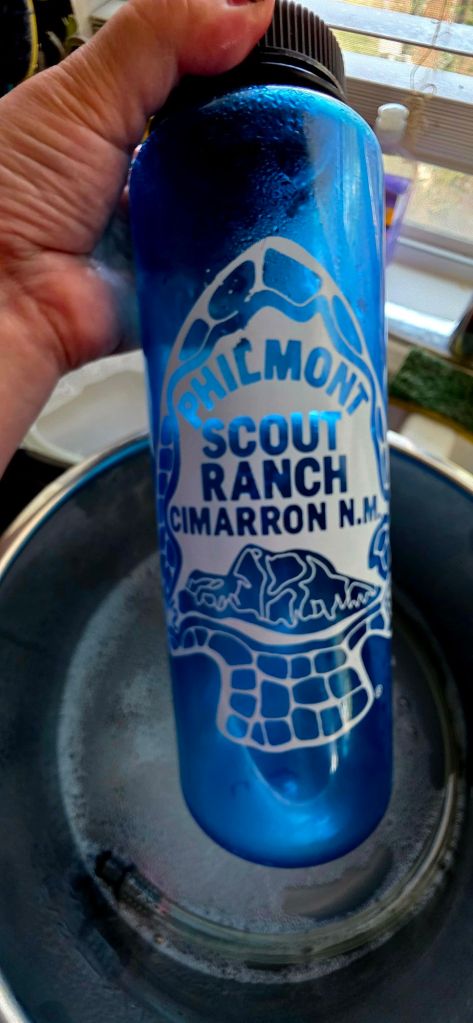 PHILMONT
SCOUT
RANCH
CIMARRON N.M.
®